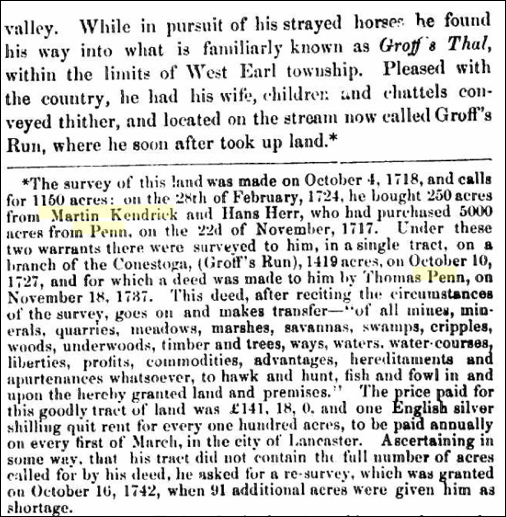 valley. While in pursuit of his strayed horses he found
his way into what is familiarly known as Groff's Thal,
within the limits of West Earl township. Pleased with
the country, he had his wife, children and chattels con-
veyed thither, and located on the stream now called Groff's
Run, where he soon after took up land.*
*The survey of this land was made on October 4, 1718, and calls
for 1150 acres: on the 28th of February, 1724, he bought 250 acres
from Martin Kendrick and Hans Herr, who had purchased 5000
acres from Penn, on the 22d of November, 1717. Under these
two warrants there were surveyed to him, in a single tract, on a
branch of the Conestoga, (Groff's Run), 1419 acres, on October 10,
1727, and for which a deed was made to him by Thomas Penn, on
November 18, 1737. This deed, after reciting the circumstances
of the survey, goes on and makes transfer—"of all mines, min-
erals, quarries, meadows, marshes, savannas, swamps, cripples,
woods, underwoods, timber and trees, ways, waters. water-courses,
liberties, profits, commodities, advantages, hereditaments and
apurtenances whatsoever, to hawk and hunt, fish and fowl in and
upon the hereby granted land and premises." The price paid for
this goodly tract of land was £141, 18, 0. and one English silver
shilling quit rent for every one hundred acres, to be paid annually
on every first of March, in the city of Lancaster. Ascertaining in
some way, that his tract did not contain the full number of acres
called for by his deed, he asked for a re-survey, which was granted
on October 16, 1742, when 91 additional acres were given him as
shortage.